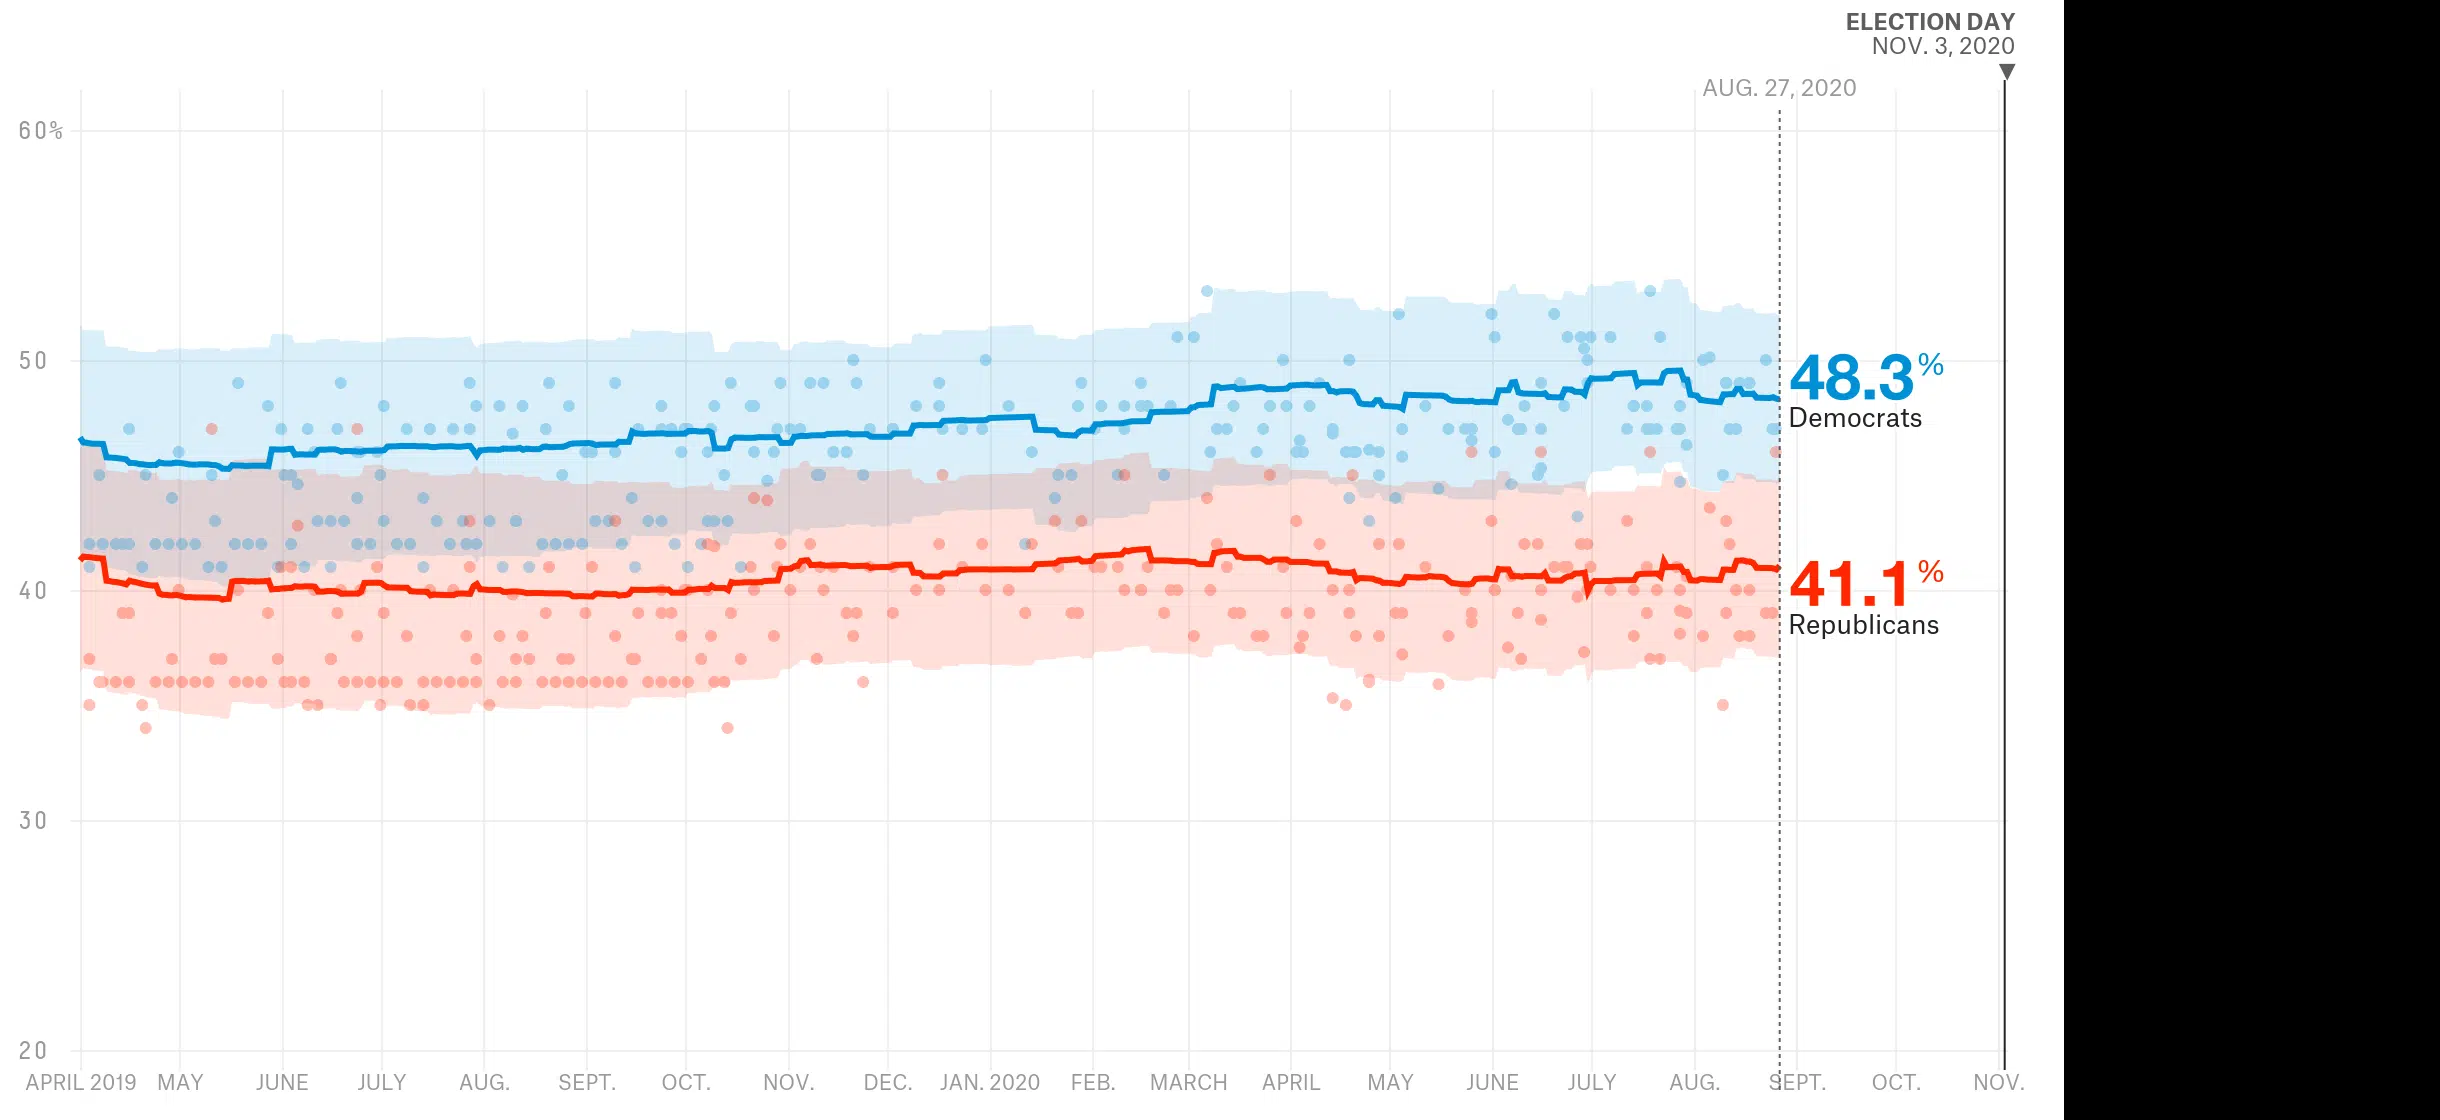 ELECTION DAY
NOV. 3, 2020
AUG. 27, 2020
60%
50
48.3%
Democrats
40
41.1%
Republicans
30
20
APRIL 2019 MAY JUNE JULY AUG. SEPT. OCT. NOV. DEC. JAN. 2020 FEB. MARCH APRIL MAY JUNE JULY AUG. SEPT. OCT. NOV.